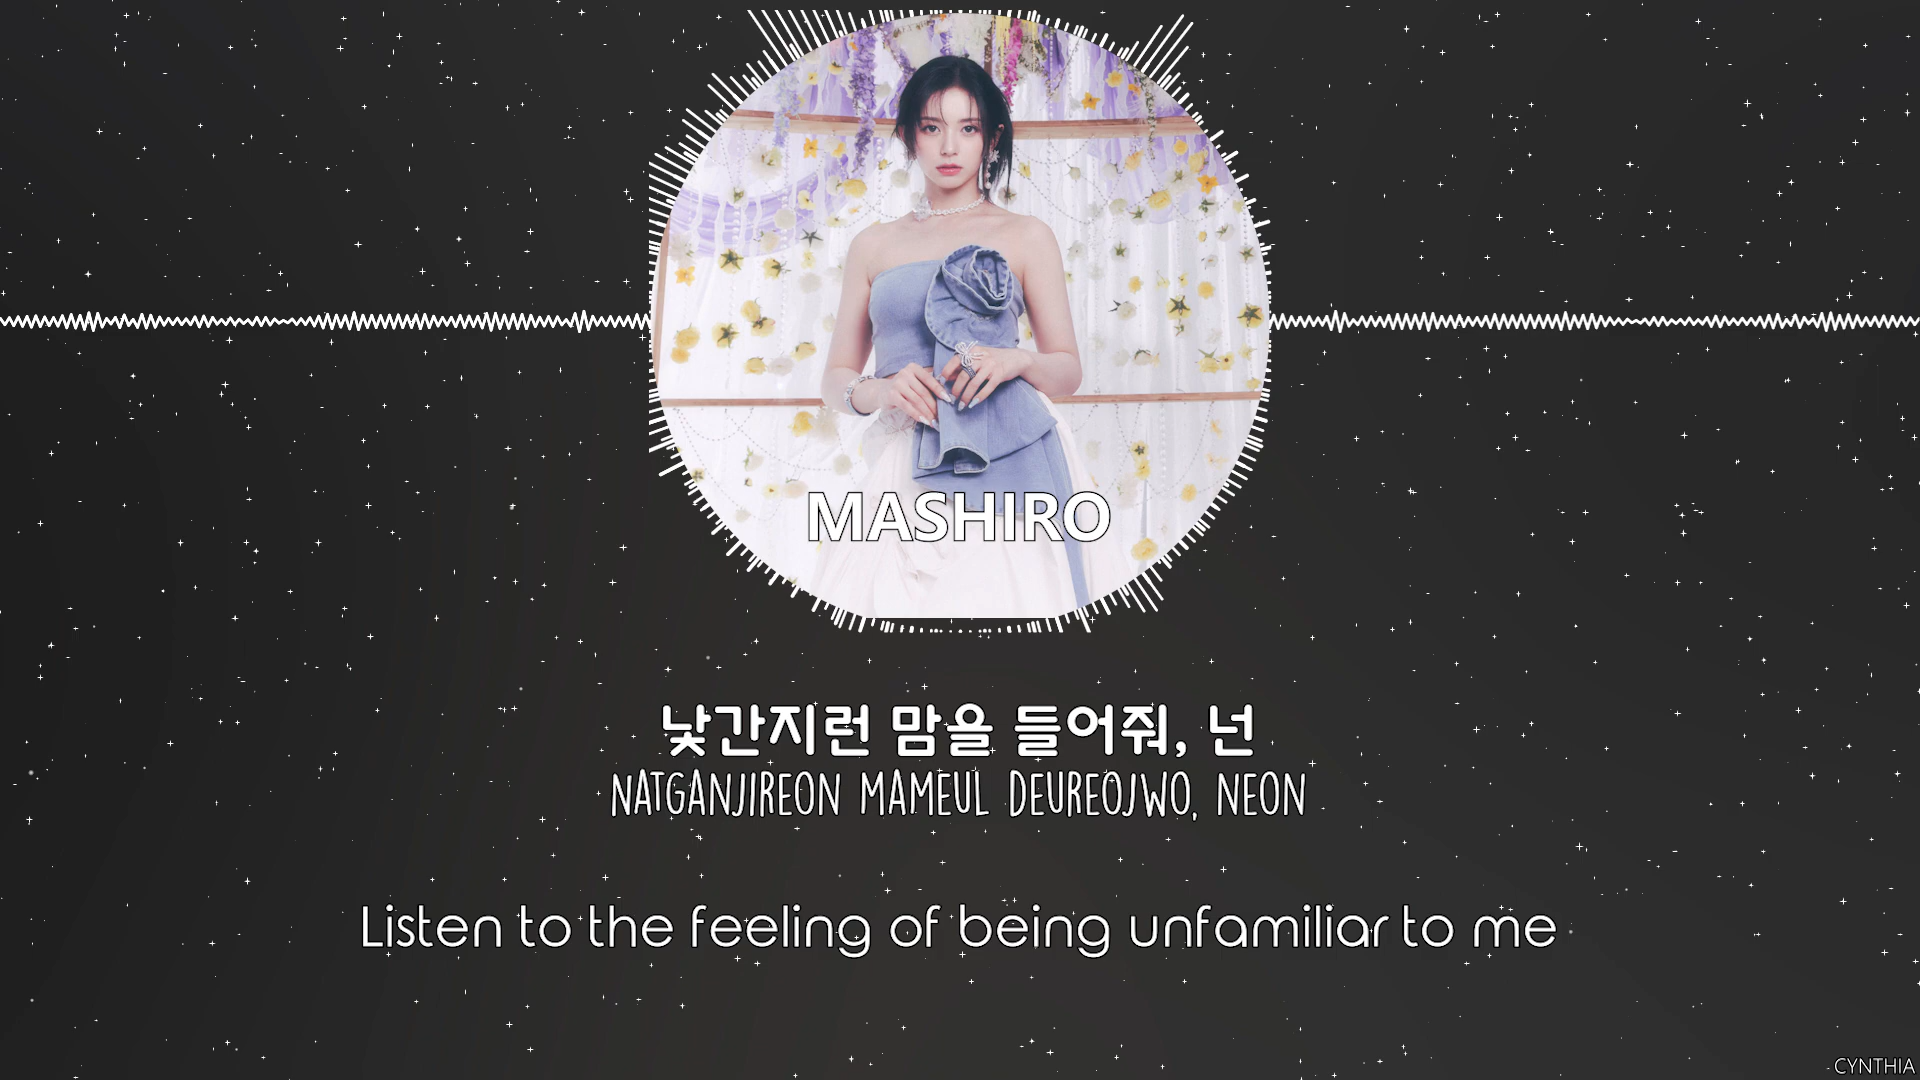 MASHIRO
낯간지런 맘을 들어줘, 넌
NATGANJIREON MAMEUL DEUREOJWO, NEON
Listen to the feeling of being unfamiliar to me
CYNTHIA